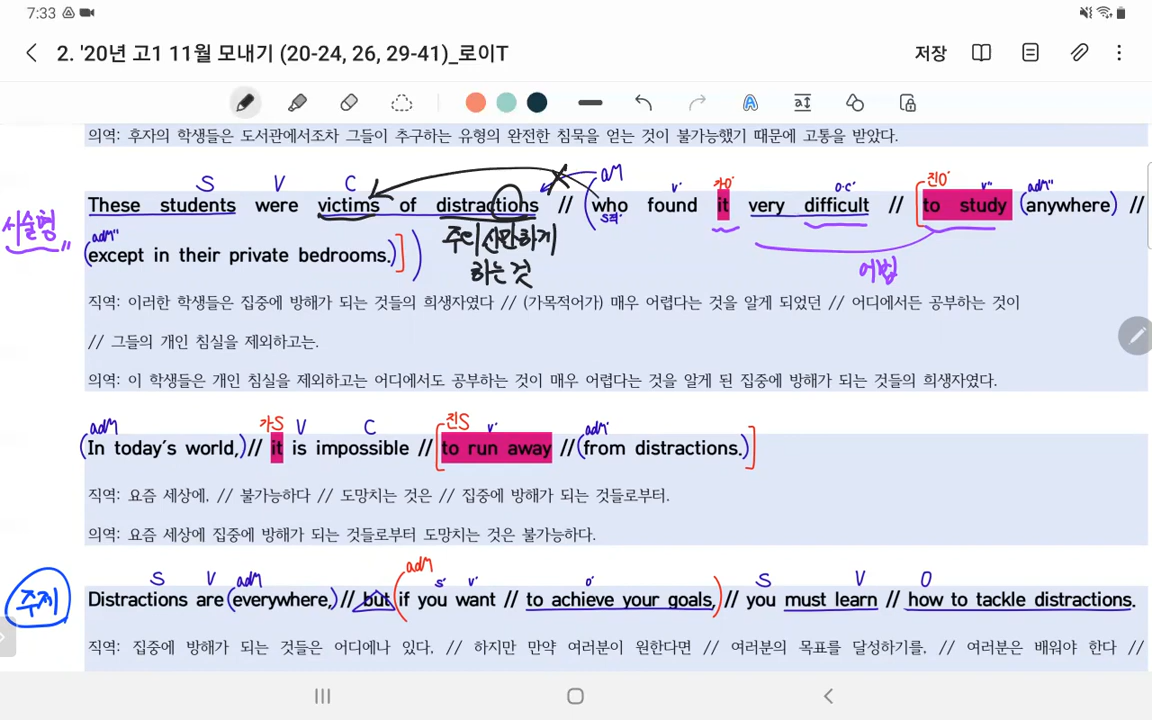 7:33
2. '20년 고1 11월 모내기 (20-24, 26, 29-41)_로이T
저장
의역: 후자의 학생들은 도서관에서조차 그들이 추구하는 유형의 완전한 침묵을 얻는 것이 불가능했기 때문에 고통을 받았다.
S V C adM v' 가O' o·c' 진O' v"
These students were victims of distractions // (who found it very difficult // [to study (anywhere) //
s관' adM"
서술형
adM"
(except in their private bedrooms.)])
주의 산만하게
하는 것
어법
직역: 이러한 학생들은 집중에 방해가 되는 것들의 희생자였다 // (가목적어가) 매우 어렵다는 것을 알게 되었던 // 어디에서든 공부하는 것이
// 그들의 개인 침실을 제외하고는.
의역: 이 학생들은 개인 침실을 제외하고는 어디에서도 공부하는 것이 매우 어렵다는 것을 알게 된 집중에 방해가 되는 것들의 희생자였다.
adM 가S V C 진S v' adM'
(In today's world,)// it is impossible // [to run away //(from distractions.)]
직역: 요즘 세상에, // 불가능하다 // 도망치는 것은 // 집중에 방해가 되는 것들로부터.
의역: 요즘 세상에 집중에 방해가 되는 것들로부터 도망치는 것은 불가능하다.
S V adM adM s' v' o' S V O
주제
Distractions are (everywhere,) // but (if you want // to achieve your goals,) // you must learn // how to tackle distractions.
직역: 집중에 방해가 되는 것들은 어디에나 있다, // 하지만 만약 여러분이 원한다면 // 여러분의 목표를 달성하기를, // 여러분은 배워야 한다 //